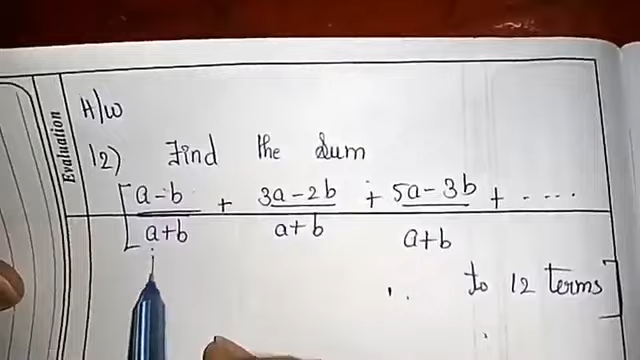 Evaluation
H/W
12) Find the Sum
[a-b/a+b + 3a-2b/a+b + 5a-3b/a+b + ....
to 12 terms]